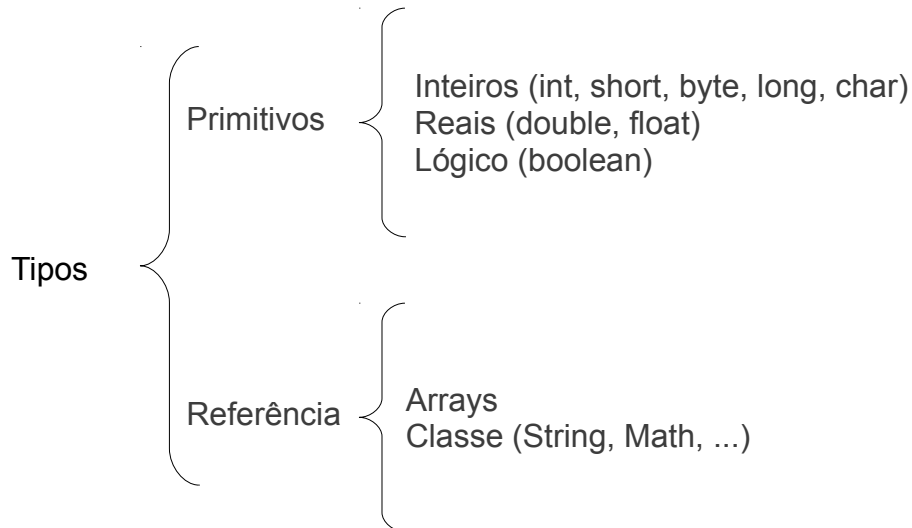 Inteiros (int, short, byte, long, char)
Primitivos
Reais (double, float)
Lógico (boolean)
Tipos
Referência
Arrays
Classe (String, Math, ...)